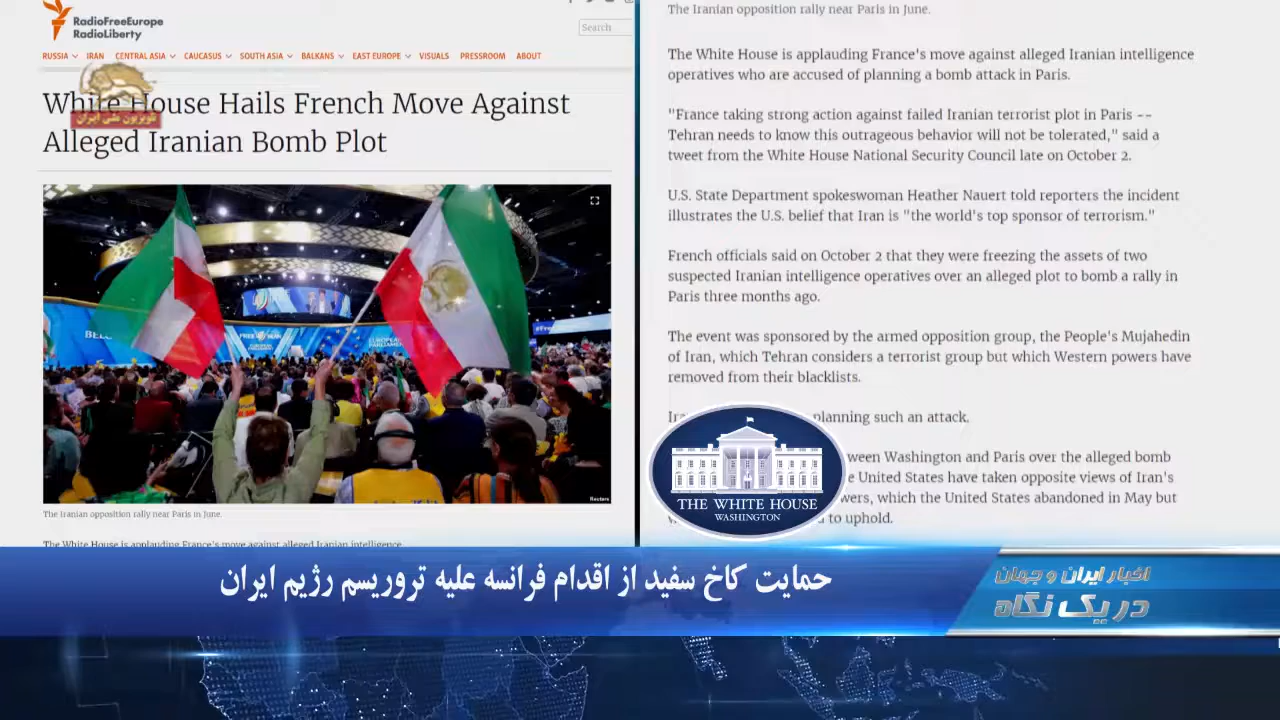 RadioFreeEurope
RadioLiberty
Search
RUSSIA IRAN CENTRAL ASIA CAUCASUS SOUTH ASIA BALKANS EAST EUROPE VISUALS PRESSROOM ABOUT
تلویزیون ملی ایران
White House Hails French Move Against
Alleged Iranian Bomb Plot
EUROPEAN
PARLIAMENT
Reuters
The Iranian opposition rally near Paris in June.
The White House is applauding France's move against alleged Iranian intelligence
The Iranian opposition rally near Paris in June.
The White House is applauding France's move against alleged Iranian intelligence
operatives who are accused of planning a bomb attack in Paris.
"France taking strong action against failed Iranian terrorist plot in Paris --
Tehran needs to know this outrageous behavior will not be tolerated," said a
tweet from the White House National Security Council late on October 2.
U.S. State Department spokeswoman Heather Nauert told reporters the incident
illustrates the U.S. belief that Iran is "the world's top sponsor of terrorism."
French officials said on October 2 that they were freezing the assets of two
suspected Iranian intelligence operatives over an alleged plot to bomb a rally in
Paris three months ago.
The event was sponsored by the armed opposition group, the People's Mujahedin
of Iran, which Tehran considers a terrorist group but which Western powers have
removed from their blacklists.
planning such an attack.
ween Washington and Paris over the alleged bomb
e United States have taken opposite views of Iran's
wers, which the United States abandoned in May but
to uphold.
THE WHITE HOUSE
WASHINGTON
حمایت کاخ سفید از اقدام فرانسه علیه تروریسم رژیم ایران
اخبار ایران و جهان
در یک نگاه